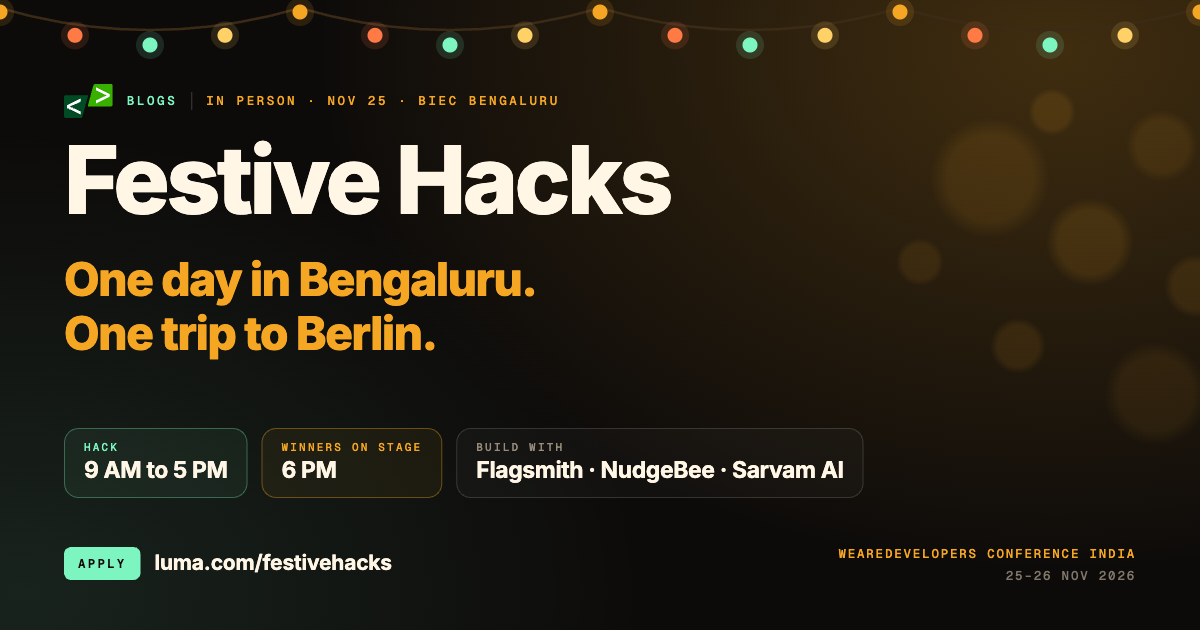 < > BLOGS | IN PERSON · NOV 25 · BIEC BENGALURU
Festive Hacks
One day in Bengaluru.
One trip to Berlin.
HACK
9 AM to 5 PM
WINNERS ON STAGE
6 PM
BUILD WITH
Flagsmith · NudgeBee · Sarvam AI
APPLY luma.com/festivehacks
WEAREDEVELOPERS CONFERENCE INDIA
25–26 NOV 2026